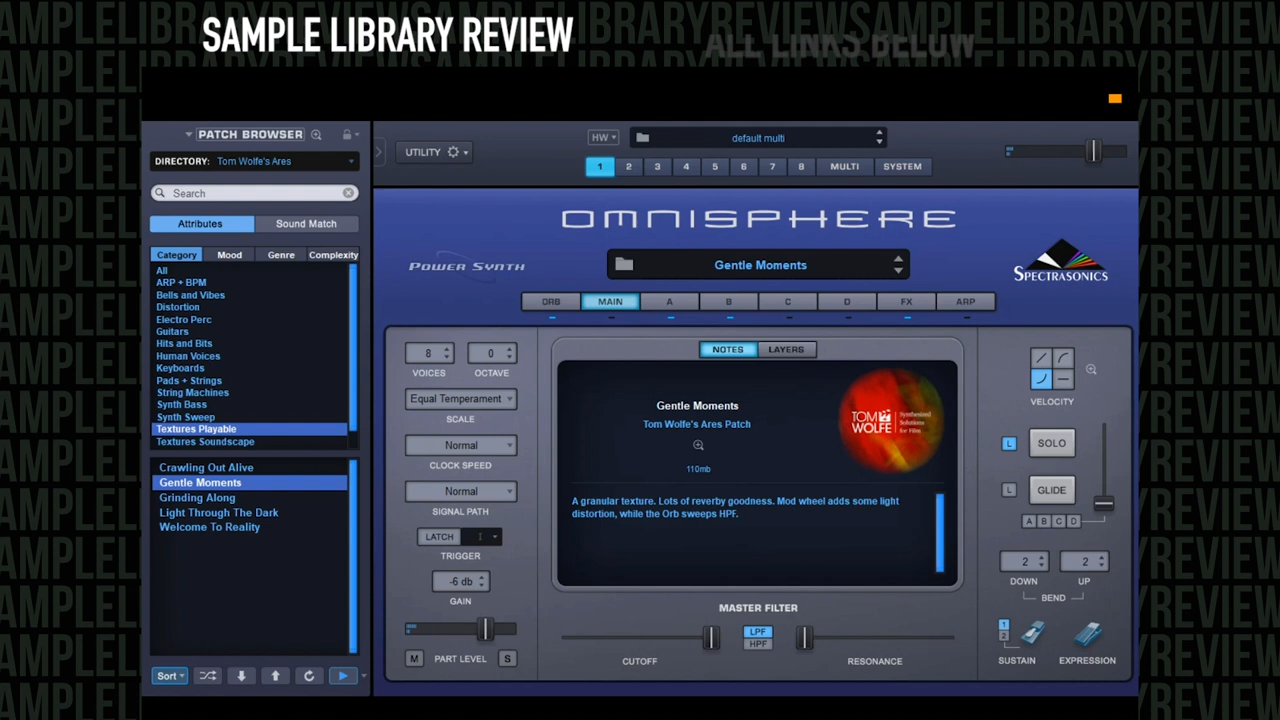 SAMPLE LIBRARY REVIEW
ALL LINKS BELOW
PATCH BROWSER
DIRECTORY: Tom Wolfe's Ares
Search
Attributes
Sound Match
Category
Mood
Genre
Complexity
All
ARP + BPM
Bells and Vibes
Distortion
Electro Perc
Guitars
Hits and Bits
Human Voices
Keyboards
Pads + Strings
String Machines
Synth Bass
Synth Sweep
Textures Playable
Textures Soundscape
Crawling Out Alive
Gentle Moments
Grinding Along
Light Through The Dark
Welcome To Reality
Sort
UTILITY
HW
default multi
1 2 3 4 5 6 7 8 MULTI SYSTEM
OMNISPHERE
POWER SYNTH
Gentle Moments
SPECTRASONICS
ORB MAIN A B C D FX ARP
8
0
VOICES
OCTAVE
Equal Temperament
SCALE
Normal
CLOCK SPEED
Normal
SIGNAL PATH
LATCH
TRIGGER
-6 db
GAIN
M PART LEVEL S
NOTES
LAYERS
Gentle Moments
Tom Wolfe's Ares Patch
110mb
TOM
WOLFE
Synthesized
Solutions
for Film.
A granular texture. Lots of reverby goodness. Mod wheel adds some light
distortion, while the Orb sweeps HPF.
MASTER FILTER
LPF
HPF
CUTOFF
RESONANCE
VELOCITY
L SOLO
L GLIDE
A B C D
2
2
DOWN
UP
BEND
1
2
SUSTAIN
EXPRESSION